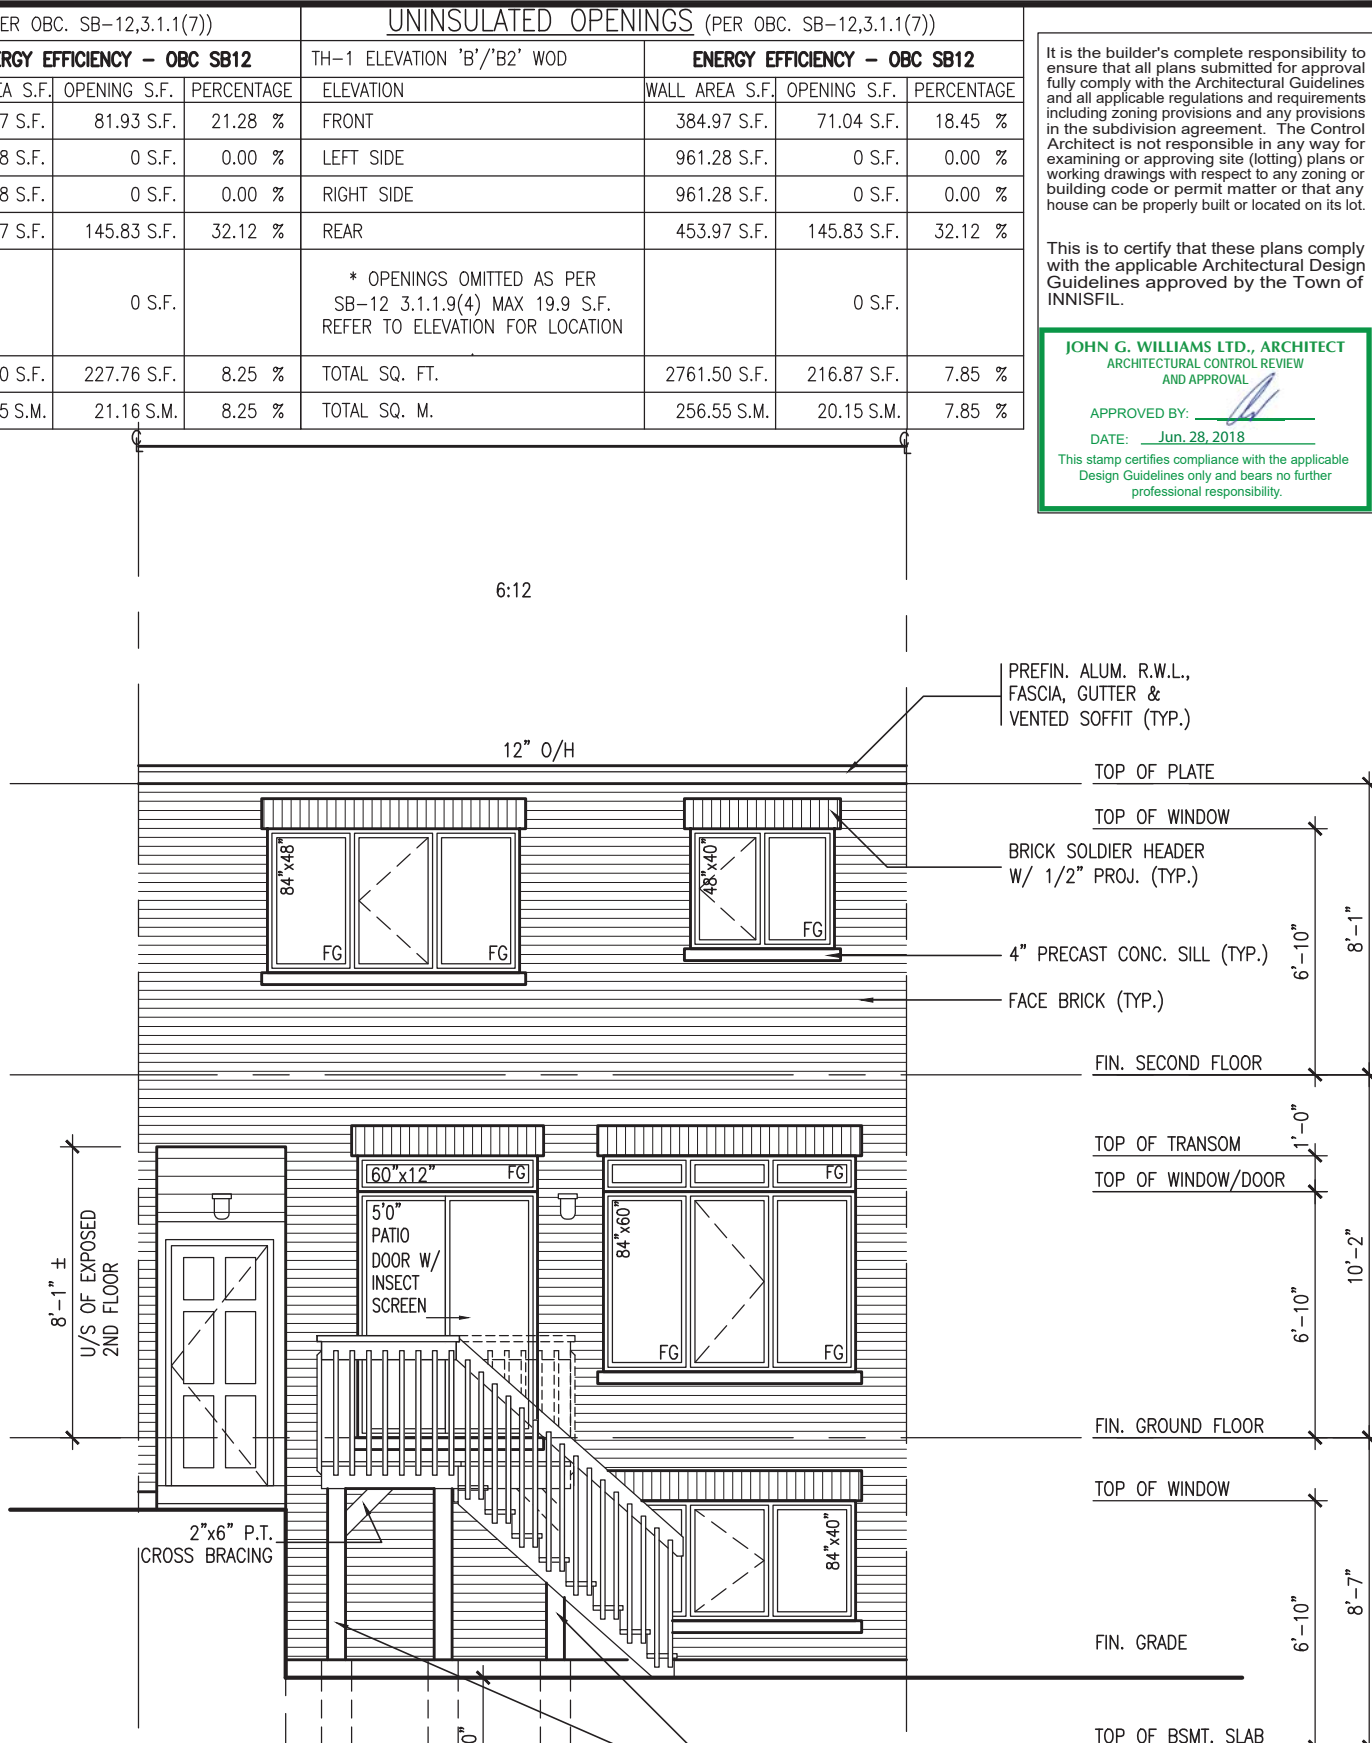 ER OBC. SB-12,3.1.1(7))
UNINSULATED OPENINGS (PER OBC. SB-12,3.1.1(7))
RGY EFFICIENCY - OBC SB12
TH-1 ELEVATION 'B'/'B2' WOD
ENERGY EFFICIENCY - OBC SB12
EA S.F. OPENING S.F. PERCENTAGE ELEVATION WALL AREA S.F. OPENING S.F. PERCENTAGE
7 S.F. 81.93 S.F. 21.28 % FRONT 384.97 S.F. 71.04 S.F. 18.45 %
8 S.F. 0 S.F. 0.00 % LEFT SIDE 961.28 S.F. 0 S.F. 0.00 %
8 S.F. 0 S.F. 0.00 % RIGHT SIDE 961.28 S.F. 0 S.F. 0.00 %
7 S.F. 145.83 S.F. 32.12 % REAR 453.97 S.F. 145.83 S.F. 32.12 %
0 S.F.
* OPENINGS OMITTED AS PER
SB-12 3.1.1.9(4) MAX 19.9 S.F.
REFER TO ELEVATION FOR LOCATION
0 S.F.
0 S.F. 227.76 S.F. 8.25 % TOTAL SQ. FT. 2761.50 S.F. 216.87 S.F. 7.85 %
5 S.M. 21.16 S.M. 8.25 % TOTAL SQ. M. 256.55 S.M. 20.15 S.M. 7.85 %
It is the builder's complete responsibility to
ensure that all plans submitted for approval
fully comply with the Architectural Guidelines
and all applicable regulations and requirements
including zoning provisions and any provisions
in the subdivision agreement. The Control
Architect is not responsible in any way for
examining or approving site (lotting) plans or
working drawings with respect to any zoning or
building code or permit matter or that any
house can be properly built or located on its lot.
This is to certify that these plans comply
with the applicable Architectural Design
Guidelines approved by the Town of
INNISFIL.
JOHN G. WILLIAMS LTD., ARCHITECT
ARCHITECTURAL CONTROL REVIEW
AND APPROVAL
APPROVED BY:
DATE: Jun. 28, 2018
This stamp certifies compliance with the applicable
Design Guidelines only and bears no further
professional responsibility.
6:12
PREFIN. ALUM. R.W.L.,
FASCIA, GUTTER &
VENTED SOFFIT (TYP.)
12" O/H
TOP OF PLATE
TOP OF WINDOW
BRICK SOLDIER HEADER
W/ 1/2" PROJ. (TYP.)
84"x48"
FG
FG
48"x40"
FG
4" PRECAST CONC. SILL (TYP.)
FACE BRICK (TYP.)
6'-10"
8'-1"
FIN. SECOND FLOOR
1'-0"
TOP OF TRANSOM
TOP OF WINDOW/DOOR
60"x12" FG
FG
5'0"
PATIO
DOOR W/
INSECT
SCREEN
84"x60"
FG
FG
8'-1" ±
U/S OF EXPOSED
2ND FLOOR
6'-10"
10'-2"
FIN. GROUND FLOOR
TOP OF WINDOW
2"x6" P.T.
CROSS BRACING
84"x40"
6'-10"
8'-7"
FIN. GRADE
0"
TOP OF BSMT. SLAB